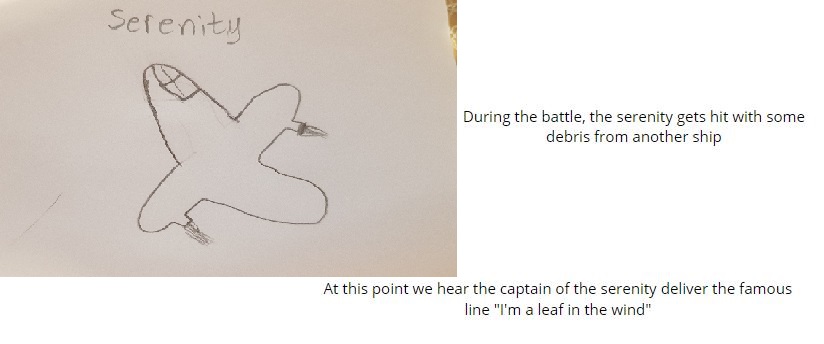 Serenity
During the battle, the serenity gets hit with some
debris from another ship
At this point we hear the captain of the serenity deliver the famous
line "I'm a leaf in the wind"